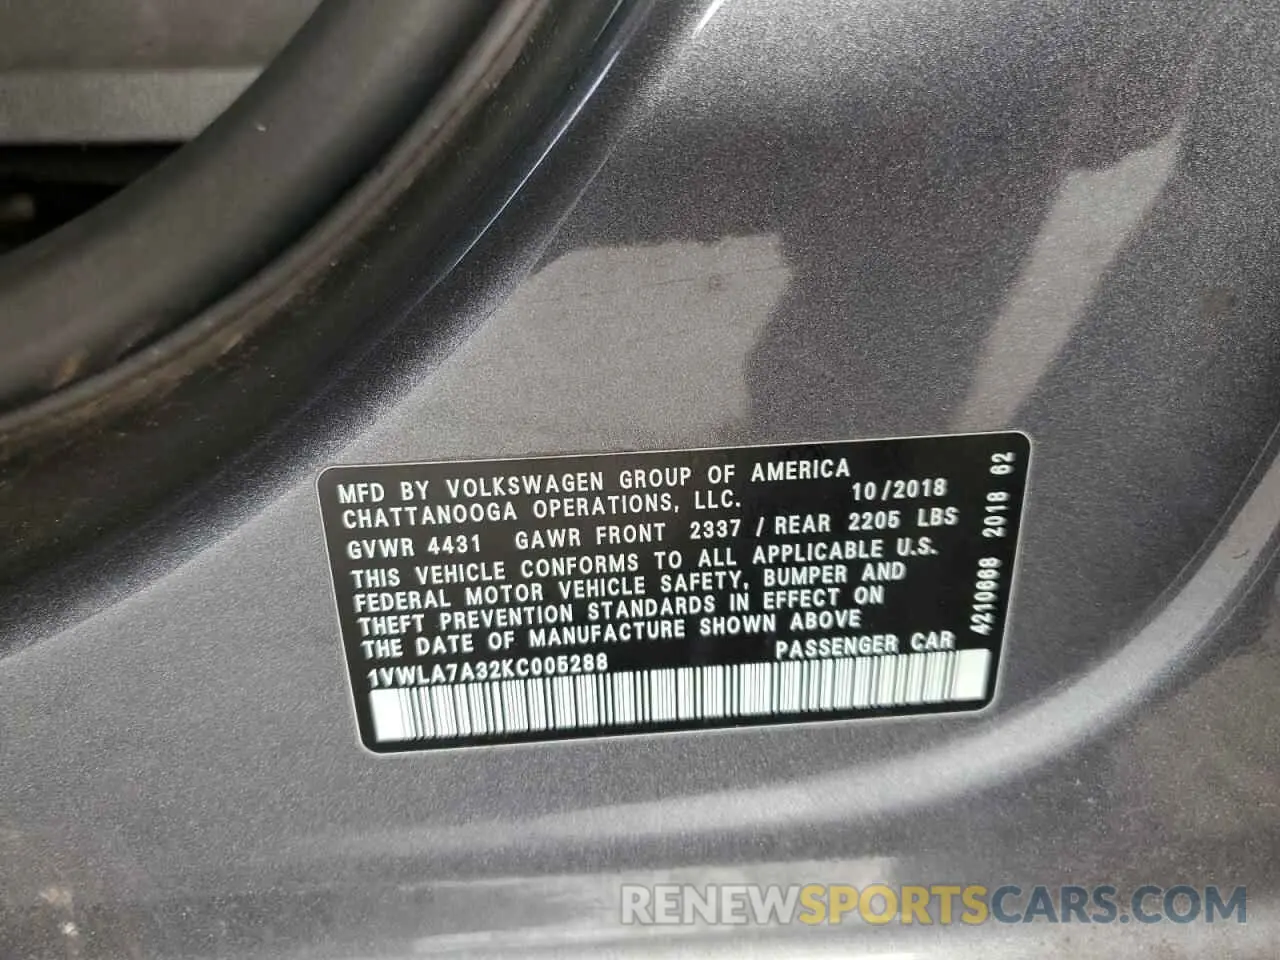 MFD BY VOLKSWAGEN GROUP OF AMERICA
CHATTANOOGA OPERATIONS, LLC. 10/2018
GVWR 4431 GAWR FRONT 2337 / REAR 2205 LBS
THIS VEHICLE CONFORMS TO ALL APPLICABLE U.S.
FEDERAL MOTOR VEHICLE SAFETY, BUMPER AND
THEFT PREVENTION STANDARDS IN EFFECT ON
THE DATE OF MANUFACTURE SHOWN ABOVE
1VWLA7A32KC005288 PASSENGER CAR
4210668 2018 62
RENEWSPORTSCARS.COM